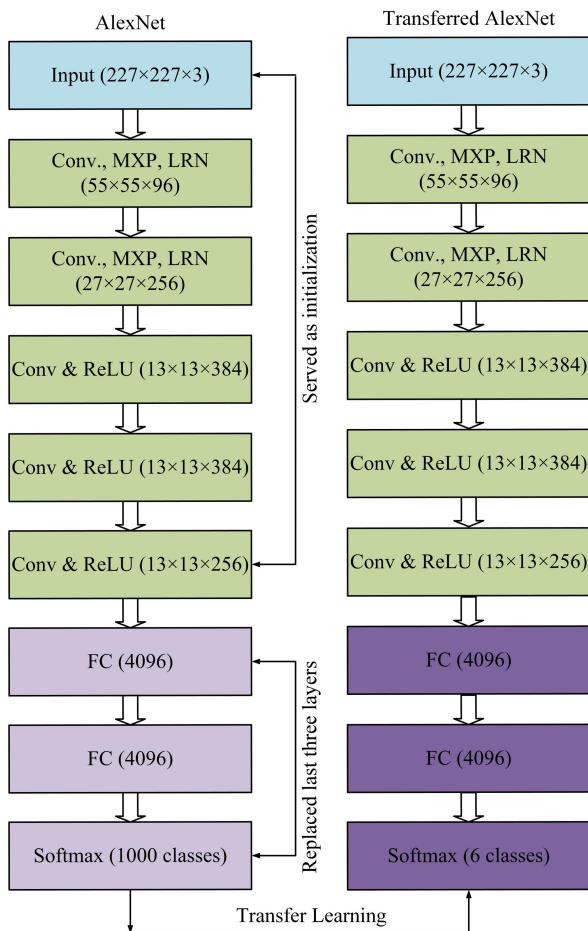 AlexNet
Input (227×227×3)
Conv., MXP, LRN
(55×55×96)
Conv., MXP, LRN
(27×27×256)
Conv & ReLU (13×13×384)
Conv & ReLU (13×13×384)
Conv & ReLU (13×13×256)
FC (4096)
FC (4096)
Softmax (1000 classes)
Served as initialization
Replaced last three layers
Transferred AlexNet
Input (227×227×3)
Conv., MXP, LRN
(55×55×96)
Conv., MXP, LRN
(27×27×256)
Conv & ReLU (13×13×384)
Conv & ReLU (13×13×384)
Conv & ReLU (13×13×256)
FC (4096)
FC (4096)
Softmax (6 classes)
Transfer Learning